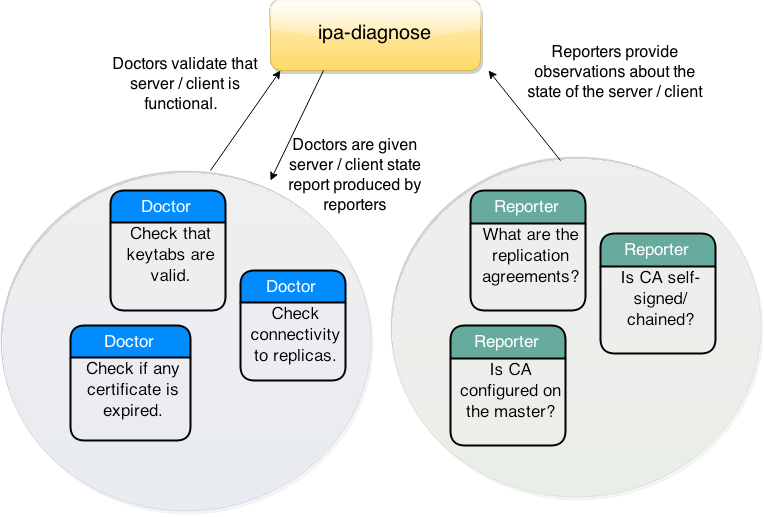 ipa-diagnose
Doctors validate that
server / client is
functional.
Reporters provide
observations about the
state of the server / client
Doctors are given
server / client state
report produced by
reporters
Doctor
Check that
keytabs are
valid.
Doctor
Check
connectivity
to replicas.
Doctor
Check if any
certificate is
expired.
Reporter
What are the
replication
agreements?
Reporter
Is CA self-
signed/
chained?
Reporter
Is CA
configured on
the master?